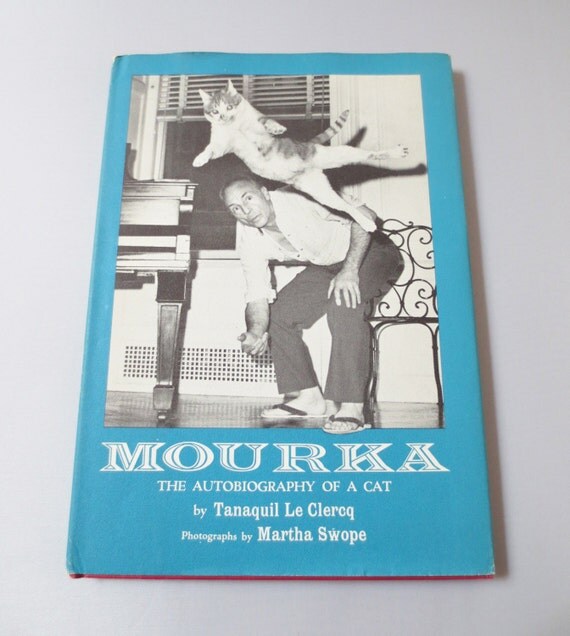 MOURKA
THE AUTOBIOGRAPHY OF A CAT
by Tanaquil Le Clercq
Photographs by Martha Swope